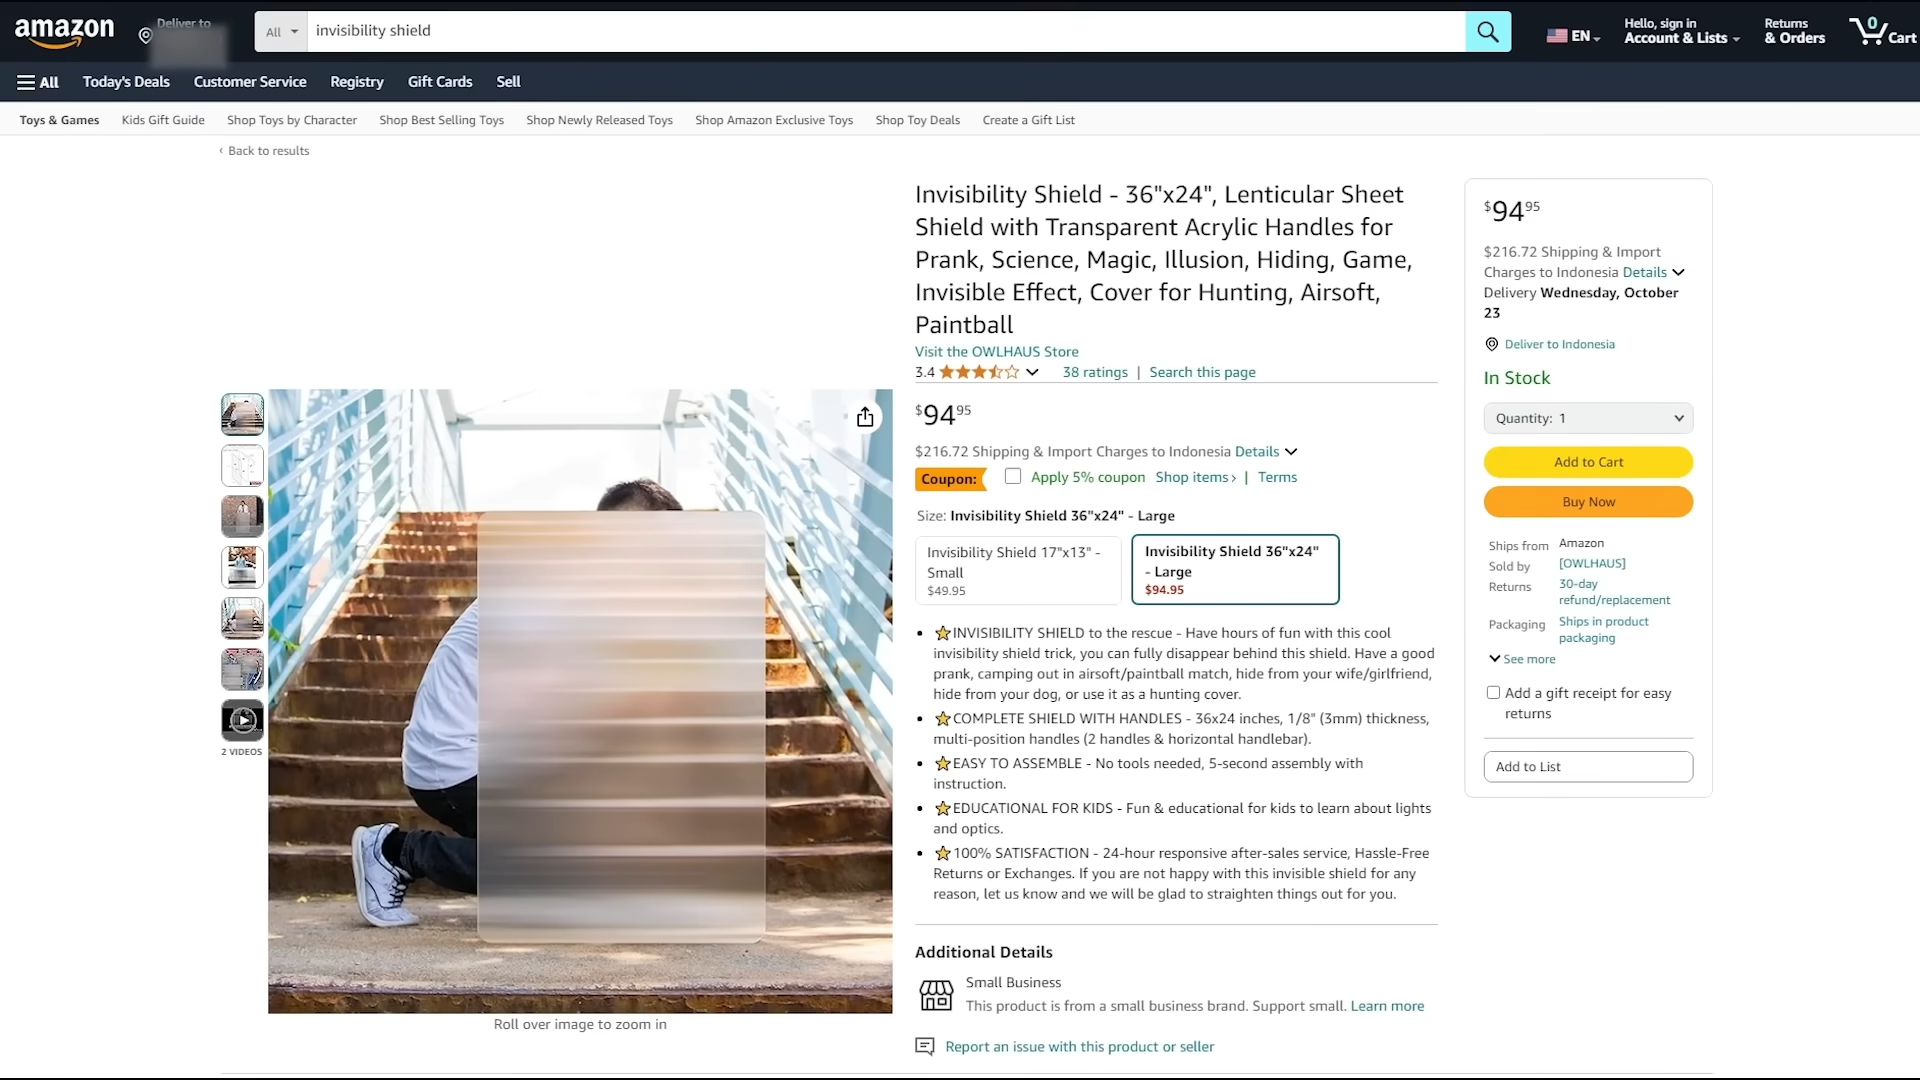 amazon
Deliver to
All
invisibility shield
EN
Hello, sign in
Account & Lists
Returns
& Orders
0
Cart
All
Today's Deals
Customer Service
Registry
Gift Cards
Sell
Toys & Games
Kids Gift Guide
Shop Toys by Character
Shop Best Selling Toys
Shop Newly Released Toys
Shop Amazon Exclusive Toys
Shop Toy Deals
Create a Gift List
‹ Back to results
2 VIDEOS
Roll over image to zoom in
Invisibility Shield - 36"x24", Lenticular Sheet
Shield with Transparent Acrylic Handles for
Prank, Science, Magic, Illusion, Hiding, Game,
Invisible Effect, Cover for Hunting, Airsoft,
Paintball
Visit the OWLHAUS Store
3.4
38 ratings | Search this page
$94 95
$216.72 Shipping & Import Charges to Indonesia Details
Coupon: Apply 5% coupon Shop items › | Terms
Size: Invisibility Shield 36"x24" - Large
Invisibility Shield 17"x13" -
Small
$49.95
Invisibility Shield 36"x24"
- Large
$94.95
• ⭐INVISIBILITY SHIELD to the rescue - Have hours of fun with this cool
invisibility shield trick, you can fully disappear behind this shield. Have a good
prank, camping out in airsoft/paintball match, hide from your wife/girlfriend,
hide from your dog, or use it as a hunting cover.
• ⭐COMPLETE SHIELD WITH HANDLES - 36x24 inches, 1/8" (3mm) thickness,
multi-position handles (2 handles & horizontal handlebar).
• ⭐EASY TO ASSEMBLE - No tools needed, 5-second assembly with
instruction.
• ⭐EDUCATIONAL FOR KIDS - Fun & educational for kids to learn about lights
and optics.
• ⭐100% SATISFACTION - 24-hour responsive after-sales service, Hassle-Free
Returns or Exchanges. If you are not happy with this invisible shield for any
reason, let us know and we will be glad to straighten things out for you.
Additional Details
Small Business
This product is from a small business brand. Support small. Learn more
Report an issue with this product or seller
$94 95
$216.72 Shipping & Import
Charges to Indonesia Details
Delivery Wednesday, October
23
Deliver to Indonesia
In Stock
Quantity: 1
Add to Cart
Buy Now
Ships from Amazon
Sold by [OWLHAUS]
Returns 30-day
refund/replacement
Packaging Ships in product
packaging
See more
Add a gift receipt for easy
returns
Add to List